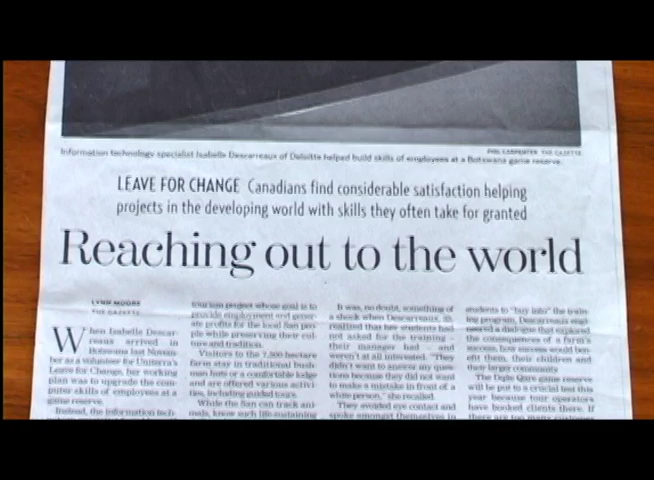 PHIL CARPENTER THE GAZETTE
Information technology specialist Isabelle Descarreaux of Deloitte helped build skills of employees at a Botswana game reserve.
LEAVE FOR CHANGE Canadians find considerable satisfaction helping
projects in the developing world with skills they often take for granted
Reaching out to the world
LYNN MOORE
THE GAZETTE
When Isabelle Descar-
reaux arrived in
Botswana last Novem-
ber as a volunteer for Uniterra's
Leave for Change, her working
plan was to upgrade the com-
puter skills of employees at a
game reserve.
Instead, the information tech-
tourism project whose goal is to
provide employment and gener-
ate profits for the local San peo-
ple while preserving their cul-
ture and tradition.
Visitors to the 7,500 hectare
farm stay in traditional bush-
man huts or a comfortable lodge
and are offered various activi-
ties, including guided tours.
While the San can track ani-
mals, know such life-sustaining
It was, no doubt, something of
a shock when Descarreaux, 35,
realized that her students had
not asked for the training –
their manager had – and
weren't at all interested. "They
didn't want to answer my ques-
tions because they did not want
to make a mistake in front of a
white person," she recalled.
They avoided eye contact and
spoke amongst themselves in
students to "buy into" the train-
ing program, Descarreaux engi-
neered a dialogue that explored
the consequences of a farm's
success, how success would ben-
efit them, their children and
their larger community.
The Dqãe Qare game reserve
will be put to a crucial test this
year because tour operators
have booked clients there. If
there are too many customer